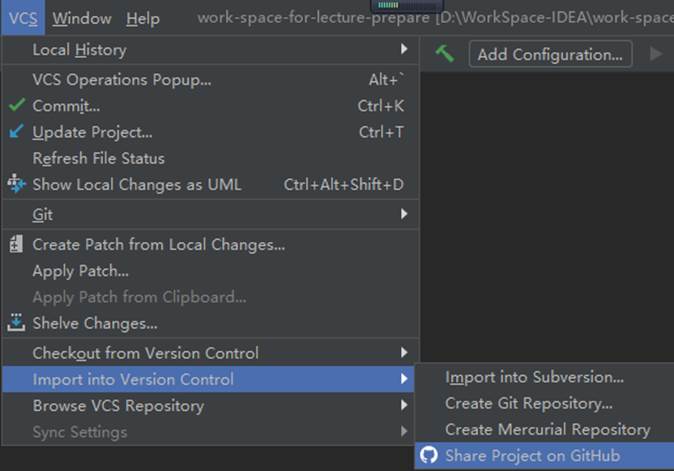 VCS Window Help work-space-for-lecture-prepare [D:\WorkSpace-IDEA\work-space
Local History
Add Configuration...
VCS Operations Popup... Alt+`
Commit... Ctrl+K
Update Project... Ctrl+T
Refresh File Status
Show Local Changes as UML Ctrl+Alt+Shift+D
Git
Create Patch from Local Changes...
Apply Patch...
Apply Patch from Clipboard...
Shelve Changes...
Checkout from Version Control
Import into Version Control
Browse VCS Repository
Sync Settings
Import into Subversion...
Create Git Repository...
Create Mercurial Repository
Share Project on GitHub